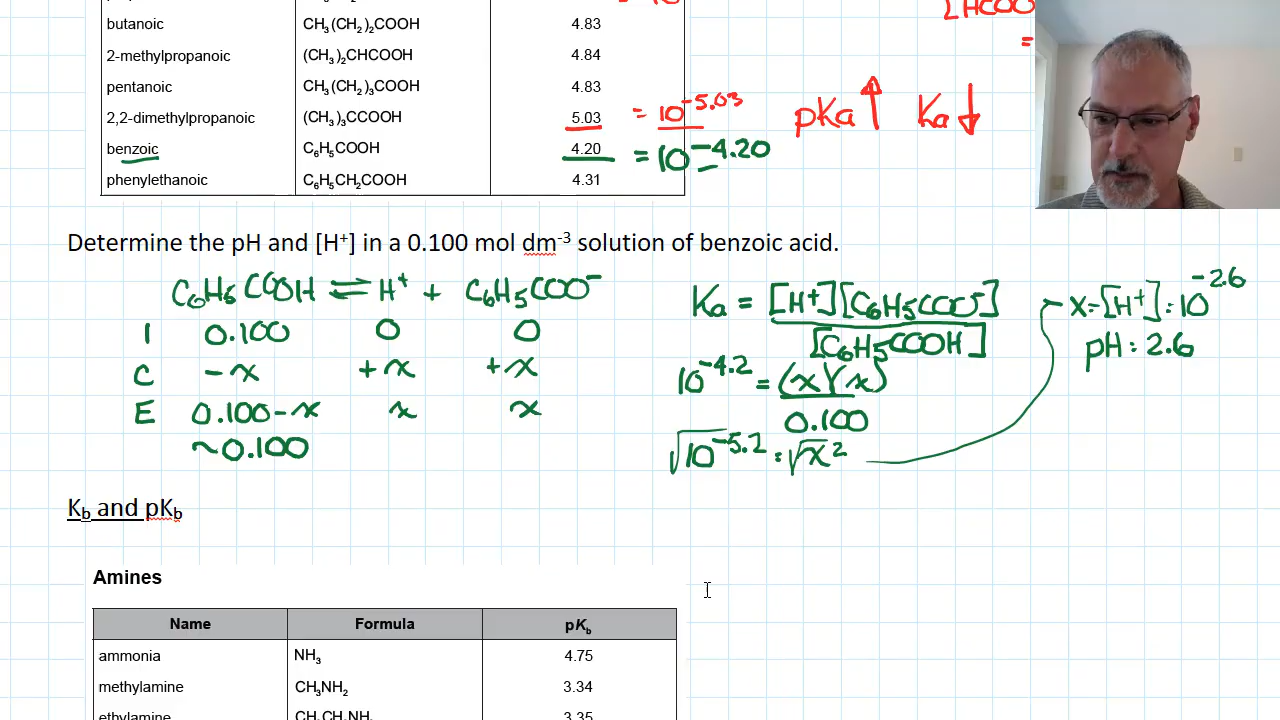 [HCOO
butanoic CH3(CH2)2COOH 4.83
2-methylpropanoic (CH3)2CHCOOH 4.84
pentanoic CH3(CH2)3COOH 4.83
2,2-dimethylpropanoic (CH3)3CCOOH 5.03 = 10^-5.03 pKa ↑ Ka ↓
benzoic C6H5COOH 4.20 = 10^-4.20
phenylethanoic C6H5CH2COOH 4.31
Determine the pH and [H+] in a 0.100 mol dm-3 solution of benzoic acid.
C6H5COOH ⇌ H+ + C6H5COO-
I 0.100 0 0
C -x +x +x
E 0.100-x x x
~0.100
Ka = [H+][C6H5COO-]
[C6H5COOH]
10^-4.2 = (x)(x)
0.100
√10^-5.2 = √x2
x=[H+]=10^-2.6
pH: 2.6
Kb and pKb
Amines
Name Formula pKb
ammonia NH3 4.75
methylamine CH3NH2 3.34
ethylamine CH3CH2NH2 3.35